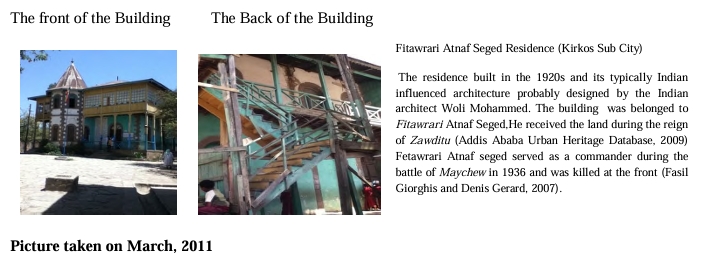 The front of the Building
The Back of the Building
Fitawrari Atnaf Seged Residence (Kirkos Sub City)
The residence built in the 1920s and its typically Indian
influenced architecture probably designed by the Indian
architect Woli Mohammed. The building was belonged to
Fitawrari Atnaf Seged,He received the land during the reign
of Zawditu (Addis Ababa Urban Heritage Database, 2009)
Fetawrari Atnaf seged served as a commander during the
battle of Maychew in 1936 and was killed at the front (Fasil
Giorghis and Denis Gerard, 2007).
Picture taken on March, 2011